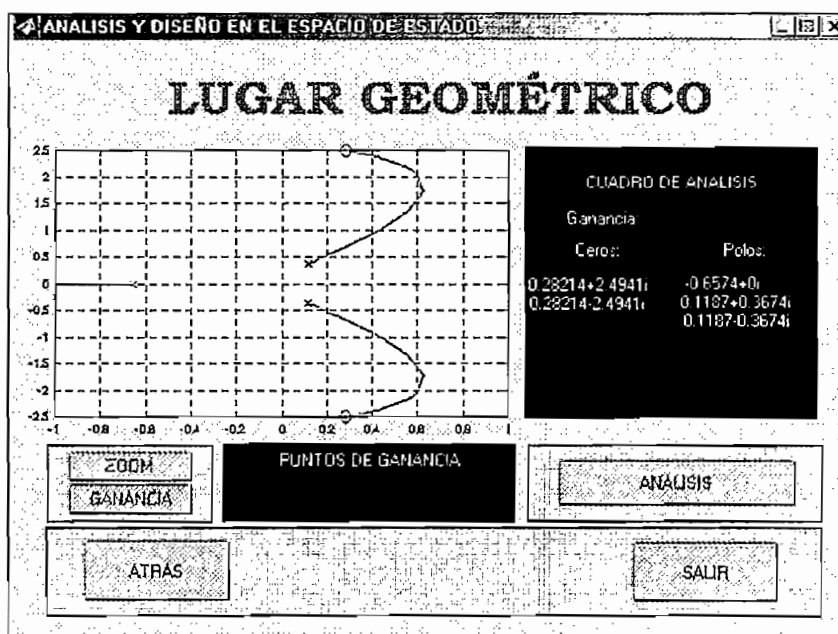 ANALISIS Y DISEÑO EN EL ESPACIO DE ESTADO
LUGAR GEOMÉTRICO
2.5
2
1.5
1
0.5
0
-0.5
-1
-1.5
-2
-2.5
-1 -0.8 -0.6 -0.4 -0.2 0 0.2 0.4 0.6 0.8 1
CUADRO DE ANALISIS
Ganancia:
Ceros: Polos:
0.28214+2.4941i -0.6574+0i
0.28214-2.4941i 0.1187+0.3674i
0.1187-0.3674i
ZOOM
GANANCIA
PUNTOS DE GANANCIA
ANALISIS
ATRÁS
SALIR